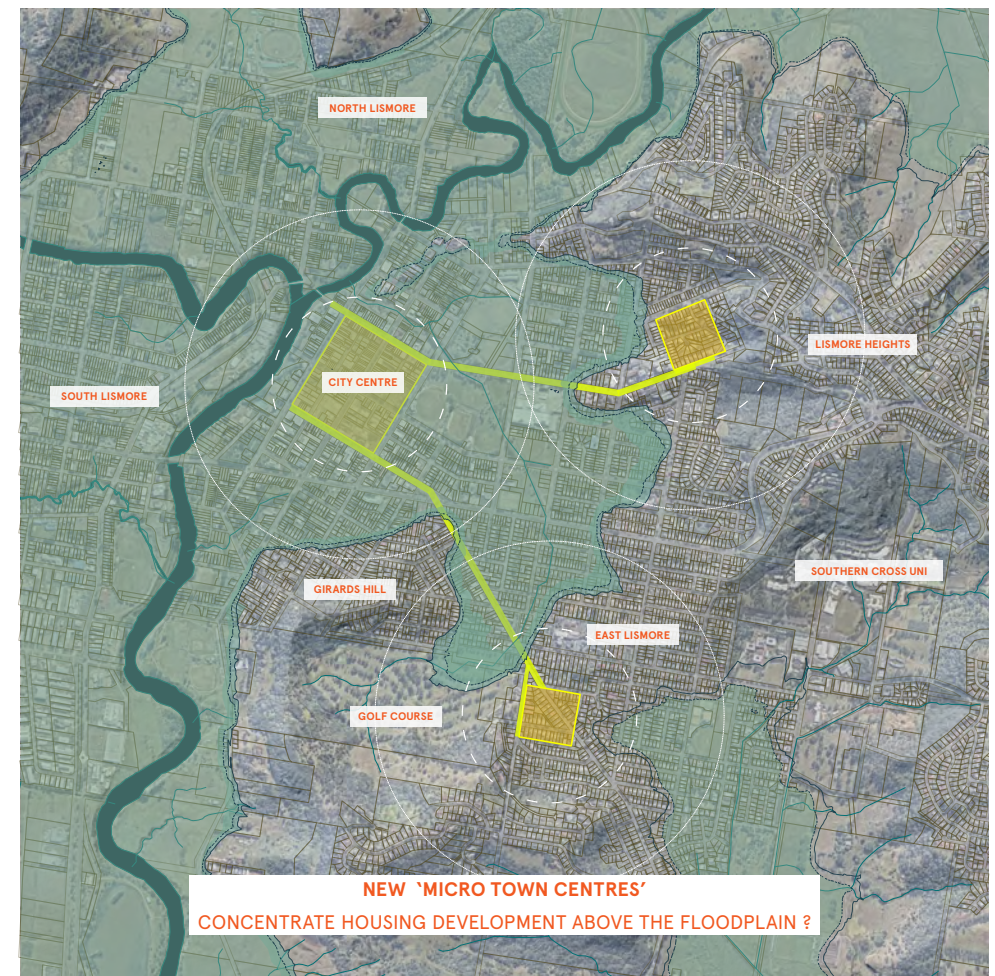 NORTH LISMORE
LISMORE HEIGHTS
CITY CENTRE
SOUTH LISMORE
SOUTHERN CROSS UNI
GIRARDS HILL
EAST LISMORE
GOLF COURSE
NEW ‘MICRO TOWN CENTRES’
CONCENTRATE HOUSING DEVELOPMENT ABOVE THE FLOODPLAIN ?